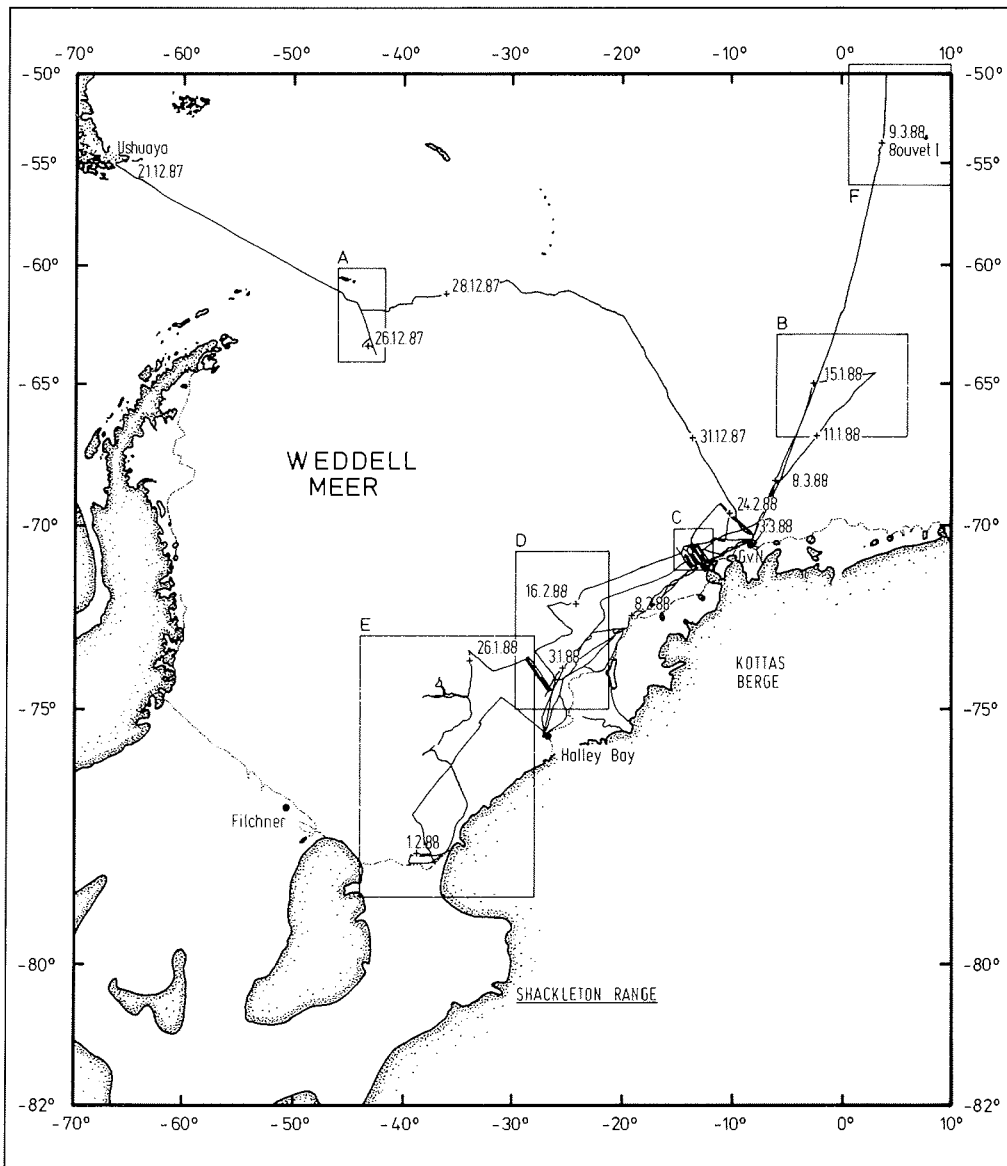 -70° -60° -50° -40° -30° -20° -10° 0° 10°
-50° -50°
Ushuaya
21.12.87
9.3.88
Bouvet I
-55° -55°
F
A
-60° -60°
28.12.87
26.12.87
B
-65° -65°
15.1.88
11.1.88
31.12.87
WEDDELL
MEER
8.3.88
24.2.88
-70° -70°
3.3.88
C
GvN
D
16.2.88
8.2.88
E
26.1.88
3.1.88
KOTTAS
BERGE
-75° -75°
Halley Bay
Filchner
1.2.88
-80° -80°
SHACKLETON RANGE
-82° -82°
-70° -60° -50° -40° -30° -20° -10° 0° 10°